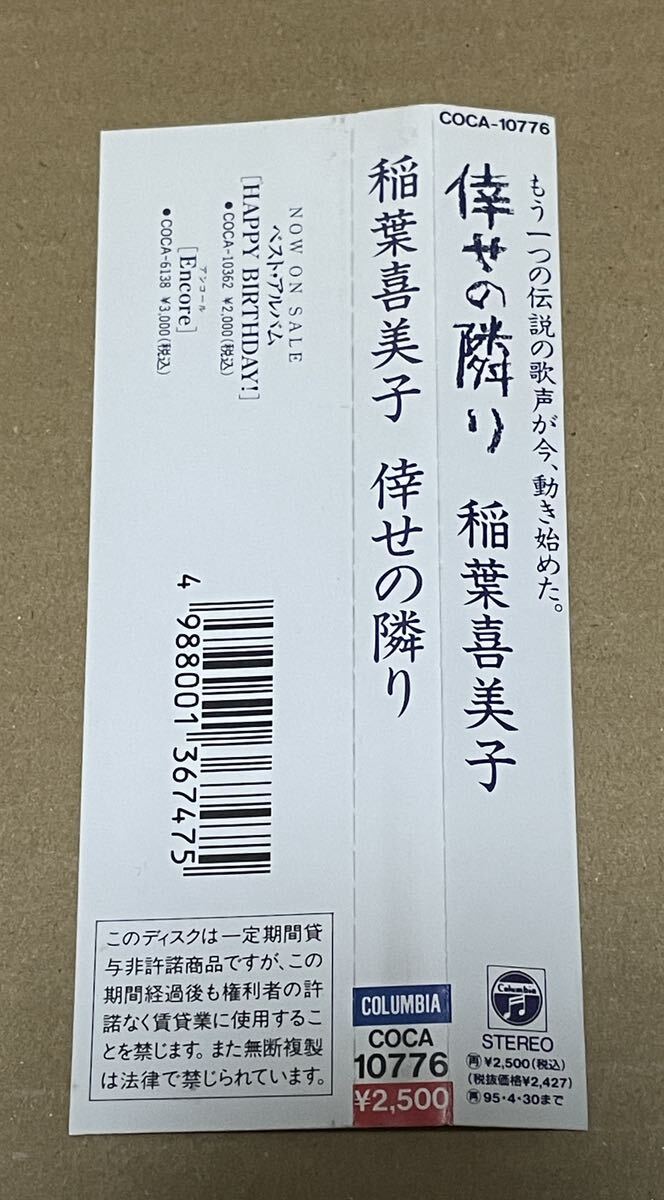 COCA-10776
もう一つの伝説の歌声が今、動き始めた。
倖せの隣り 稲葉喜美子
STEREO
Columbia
再¥2,500(税込)
(税抜価格¥2,427)
再95・4・30まで
稲葉喜美子 倖せの隣り
COLUMBIA
COCA
10776
¥2,500
NOW ON SALE
ベスト・アルバム
[HAPPY BIRTHDAY!]
●COCA-10362 ¥2,000(税込)
アンコール
[Encore]
●COCA-6138 ¥3,000(税込)
4 988001 367475
このディスクは一定期間貸
与非許諾商品ですが、この
期間経過後も権利者の許
諾なく賃貸業に使用するこ
とを禁じます。また無断複製
は法律で禁じられています。